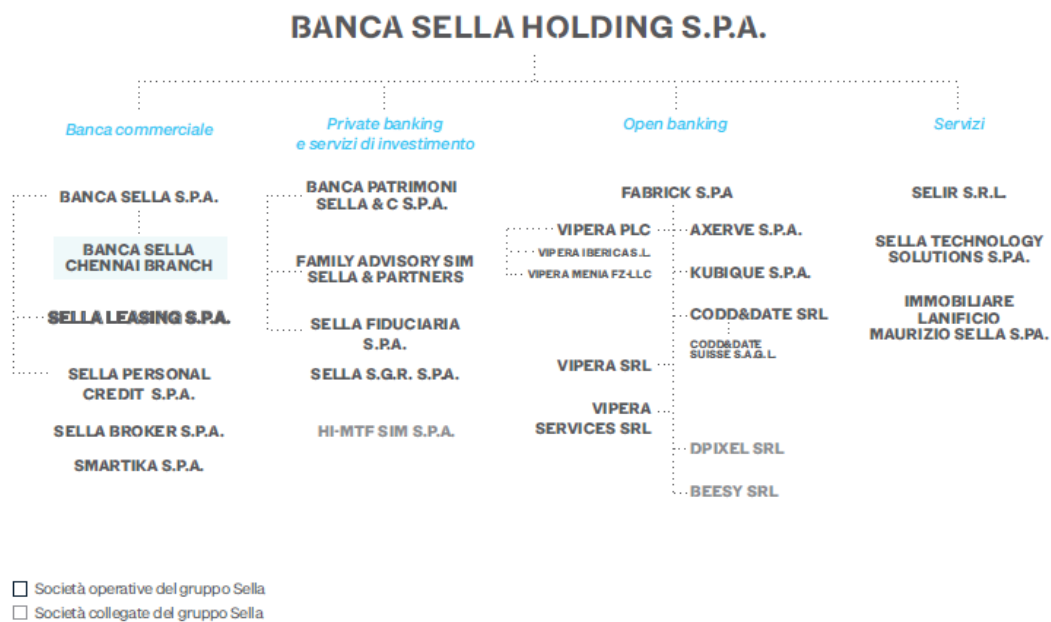 BANCA SELLA HOLDING S.P.A.
Banca commerciale
BANCA SELLA S.P.A.
BANCA SELLA
CHENNAI BRANCH
SELLA LEASING S.P.A.
SELLA PERSONAL
CREDIT S.P.A.
SELLA BROKER S.P.A.
SMARTIKA S.P.A.
Private banking
e servizi di investimento
BANCA PATRIMONI
SELLA & C S.P.A.
FAMILY ADVISORY SIM
SELLA & PARTNERS
SELLA FIDUCIARIA
S.P.A.
SELLA S.G.R. S.P.A.
HI-MTF SIM S.P.A.
Open banking
FABRICK S.P.A
VIPERA PLC
VIPERA IBERICA S.L.
VIPERA MENIA FZ-LLC
VIPERA SRL
VIPERA
SERVICES SRL
AXERVE S.P.A.
KUBIQUE S.P.A.
CODD&DATE SRL
CODD&DATE
SUISSE S.A.G.L.
DPIXEL SRL
BEESY SRL
Servizi
SELIR S.R.L.
SELLA TECHNOLOGY
SOLUTIONS S.P.A.
IMMOBILIARE
LANIFICIO
MAURIZIO SELLA S.PA.
Società operative del gruppo Sella
Società collegate del gruppo Sella